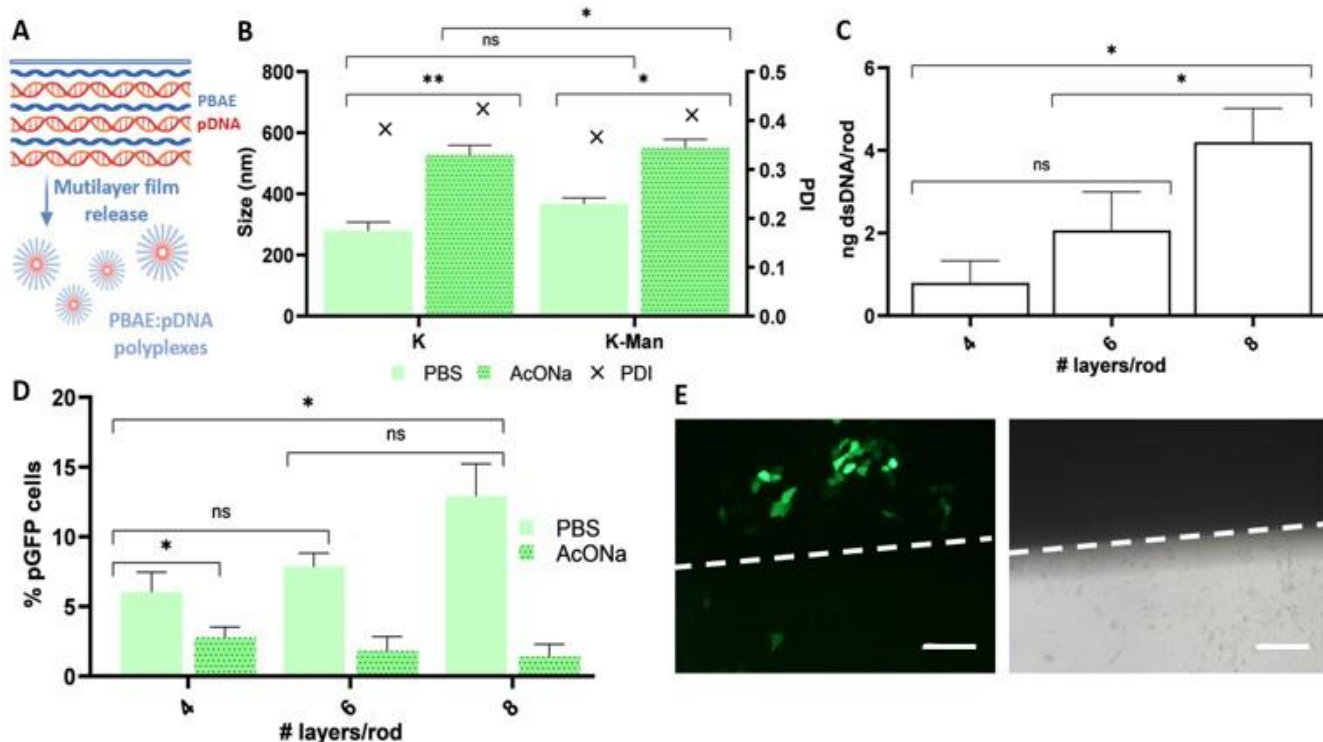 A
PBAE
pDNA
Mutilayer film
release
PBAE:pDNA
polyplexes
B
*
ns
**
*
800
600
400
200
0
Size (nm)
0.5
0.4
0.3
0.2
0.1
0.0
PDI
K
K-Man
PBS
AcONa
PDI
C
*
*
ns
6
4
2
0
ng dsDNA/rod
4
6
8
# layers/rod
D
*
ns
ns
*
20
15
10
5
0
% pGFP cells
PBS
AcONa
4
6
8
# layers/rod
E